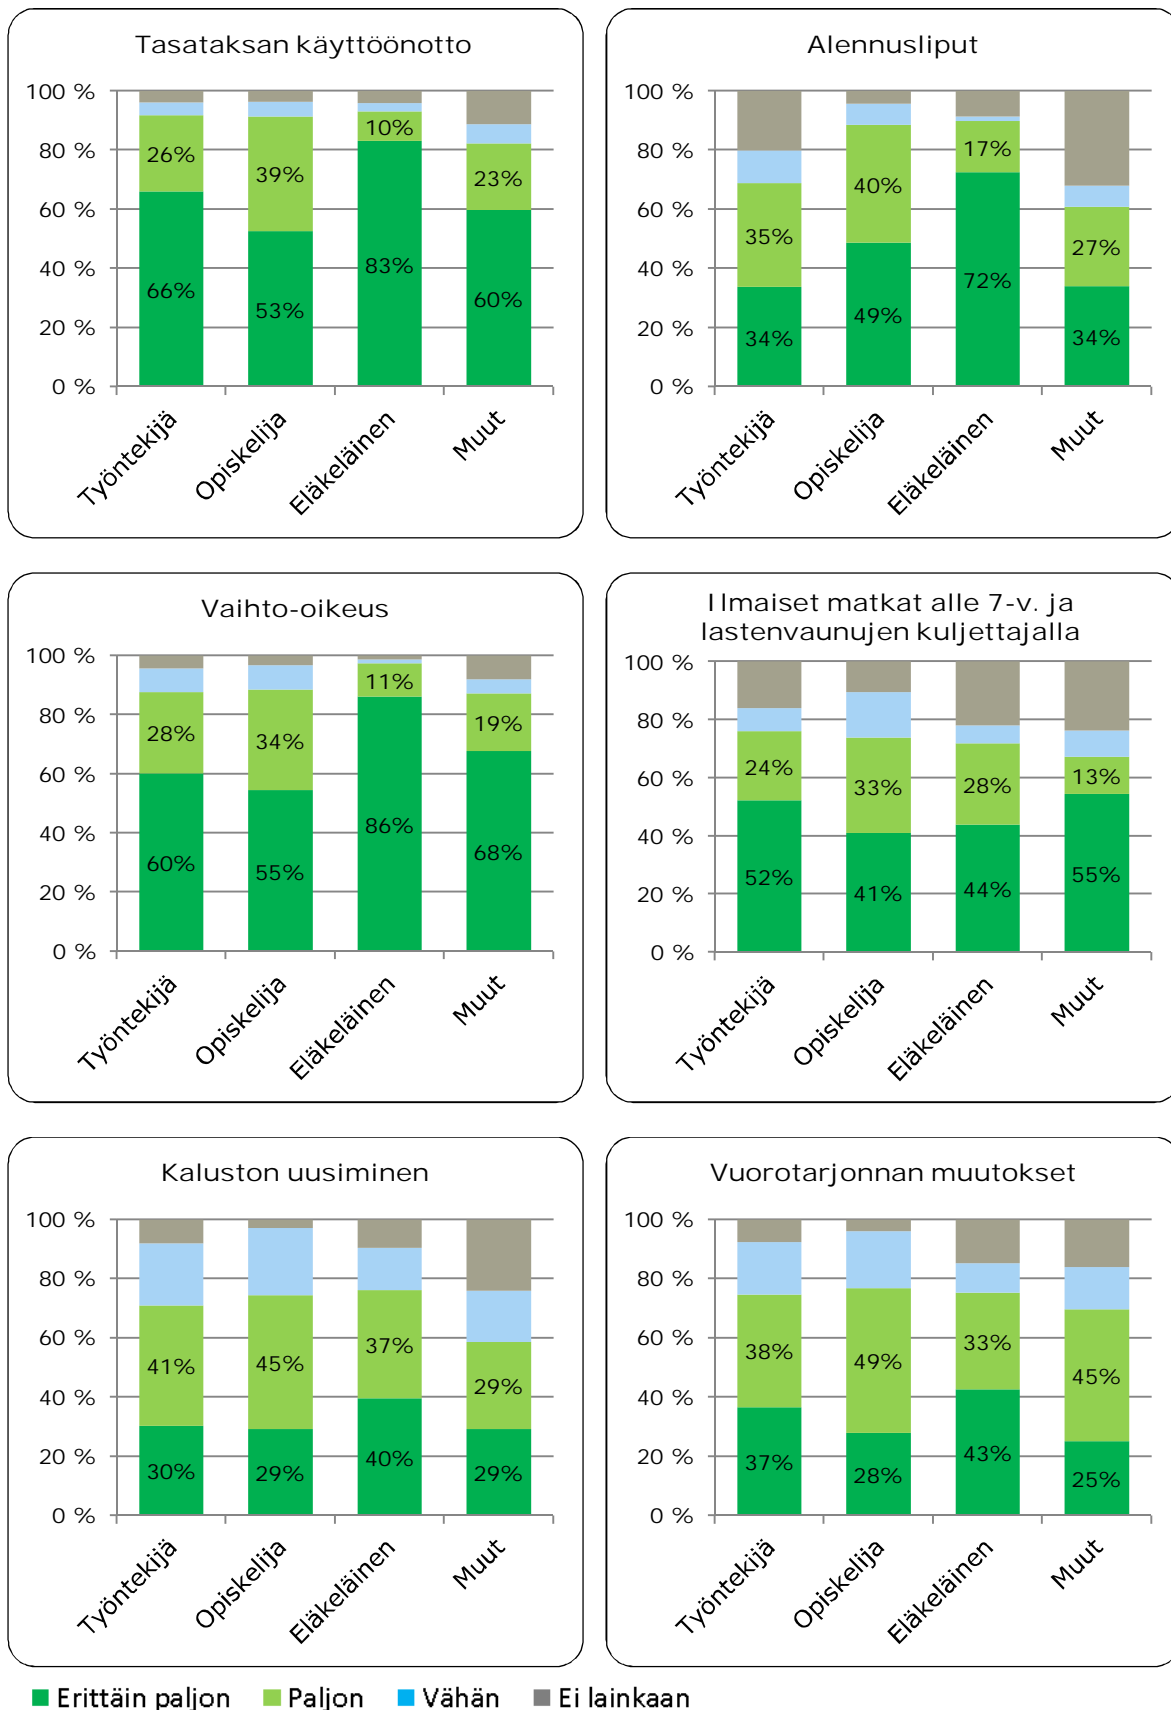 Tasataksan käyttöönotto
100 %
80 %
60 %
40 %
20 %
0 %
26%
39%
10%
23%
66%
53%
83%
60%
Työntekijä
Opiskelija
Eläkeläinen
Muut
Alennusliput
100 %
80 %
60 %
40 %
20 %
0 %
35%
40%
17%
27%
34%
49%
72%
34%
Työntekijä
Opiskelija
Eläkeläinen
Muut
Vaihto-oikeus
100 %
80 %
60 %
40 %
20 %
0 %
28%
34%
11%
19%
60%
55%
86%
68%
Työntekijä
Opiskelija
Eläkeläinen
Muut
Ilmaiset matkat alle 7-v. ja
lastenvaunujen kuljettajalla
100 %
80 %
60 %
40 %
20 %
0 %
24%
33%
28%
13%
52%
41%
44%
55%
Työntekijä
Opiskelija
Eläkeläinen
Muut
Kaluston uusiminen
100 %
80 %
60 %
40 %
20 %
0 %
41%
45%
37%
29%
30%
29%
40%
29%
Työntekijä
Opiskelija
Eläkeläinen
Muut
Vuorotarjonnan muutokset
100 %
80 %
60 %
40 %
20 %
0 %
38%
49%
33%
45%
37%
28%
43%
25%
Työntekijä
Opiskelija
Eläkeläinen
Muut
Erittäin paljon Paljon Vähän Ei lainkaan